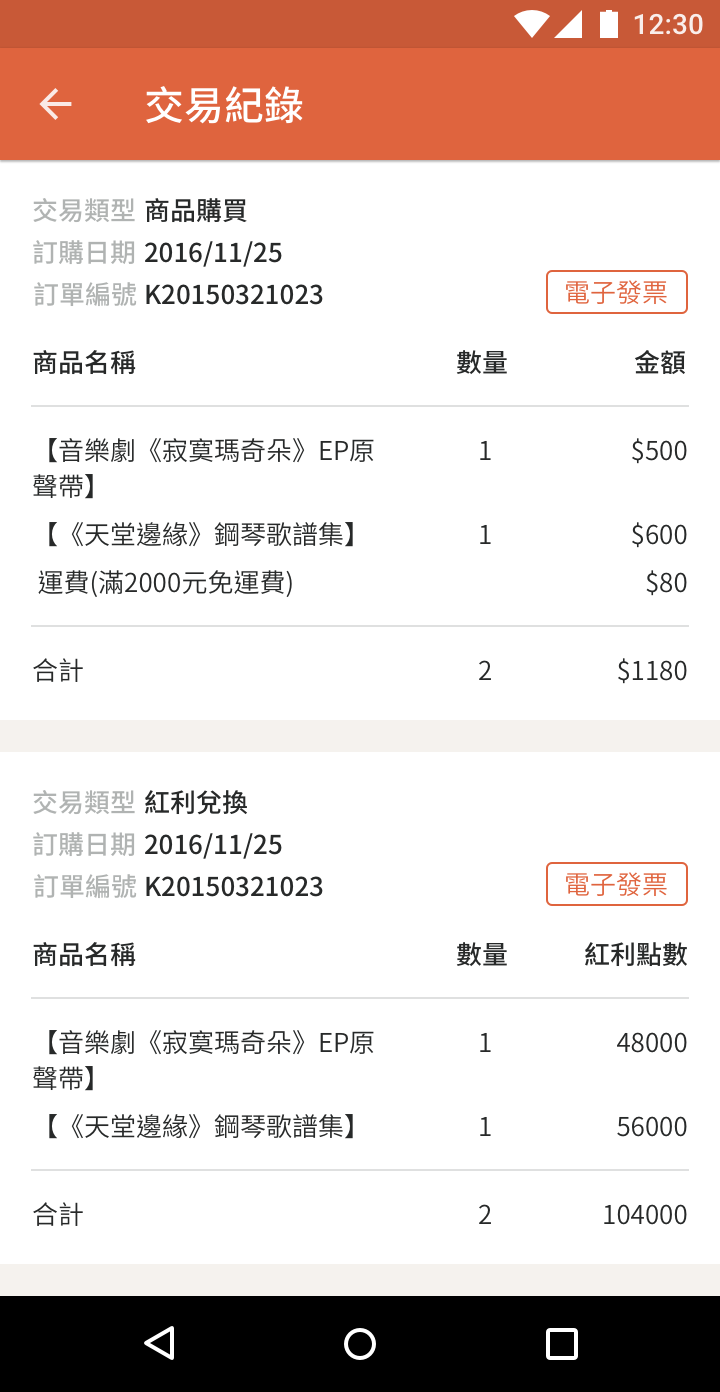 12:30
交易紀錄
交易類型 商品購買
訂購日期 2016/11/25
訂單編號 K20150321023
電子發票
商品名稱 數量 金額
【音樂劇《寂寞瑪奇朵》EP原 1 $500
聲帶】
【《天堂邊緣》鋼琴歌譜集】 1 $600
運費(滿2000元免運費) $80
合計 2 $1180
交易類型 紅利兌換
訂購日期 2016/11/25
訂單編號 K20150321023
電子發票
商品名稱 數量 紅利點數
【音樂劇《寂寞瑪奇朵》EP原 1 48000
聲帶】
【《天堂邊緣》鋼琴歌譜集】 1 56000
合計 2 104000